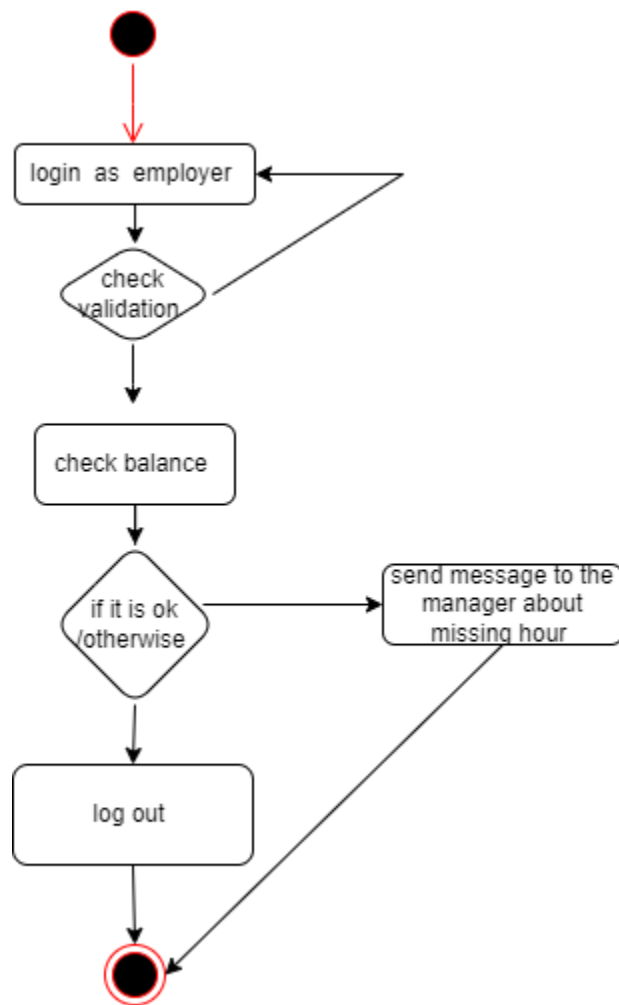 login as employer
check
validation
check balance
if it is ok
/otherwise
send message to the
manager about
missing hour
log out